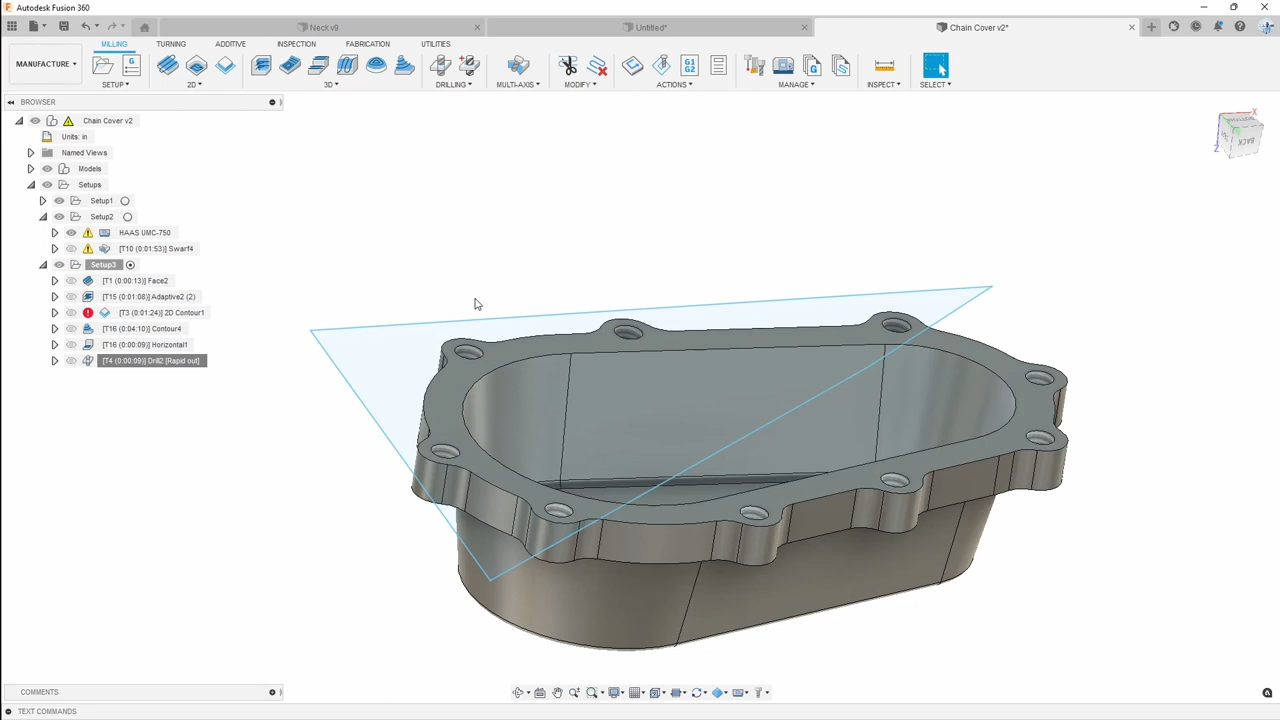 Autodesk Fusion 360
Neck v9
Untitled*
Chain Cover v2*
MILLING TURNING ADDITIVE INSPECTION FABRICATION UTILITIES
MANUFACTURE
G1
G2
SETUP 2D 3D DRILLING MULTI-AXIS MODIFY ACTIONS MANAGE INSPECT SELECT
BROWSER
Chain Cover v2
Units: in
Named Views
Models
Setups
Setup1
Setup2
HAAS UMC-750
[T10 (0:01:53)] Swarf4
Setup3
[T1 (0:00:13)] Face2
[T15 (0:01:08)] Adaptive2 (2)
[T3 (0:01:24)] 2D Contour1
[T16 (0:04:10)] Contour4
[T16 (0:00:09)] Horizontal1
[T4 (0:00:09)] Drill2 [Rapid out]
X
Z
BACK
COMMENTS
TEXT COMMANDS